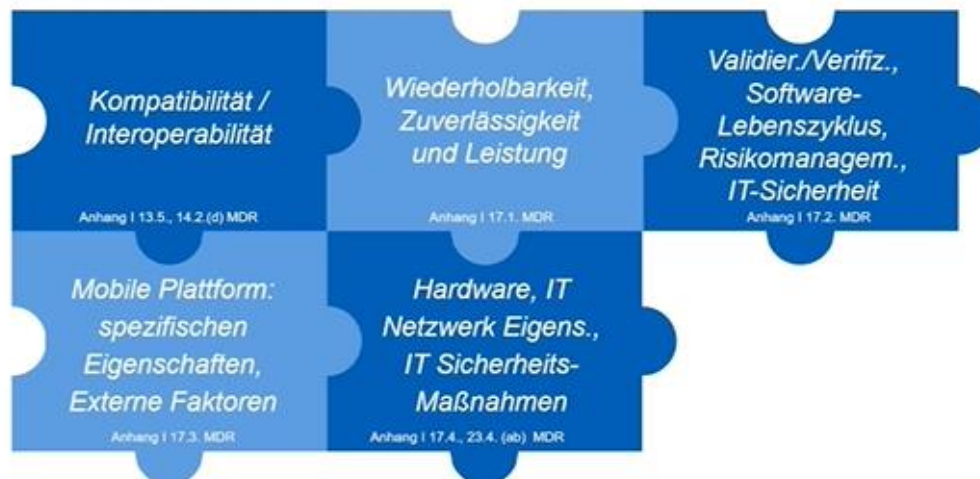 Kompatibilität /
Interoperabilität
Anhang I 13.5., 14.2.(d) MDR
Wiederholbarkeit,
Zuverlässigkeit
und Leistung
Anhang I 17.1. MDR
Validier./Verifiz.,
Software-
Lebenszyklus,
Risikomanagem.,
IT-Sicherheit
Anhang I 17.2. MDR
Mobile Plattform:
spezifischen
Eigenschaften,
Externe Faktoren
Anhang I 17.3. MDR
Hardware, IT
Netzwerk Eigens.,
IT Sicherheits-
Maßnahmen
Anhang I 17.4., 23.4. (ab) MDR